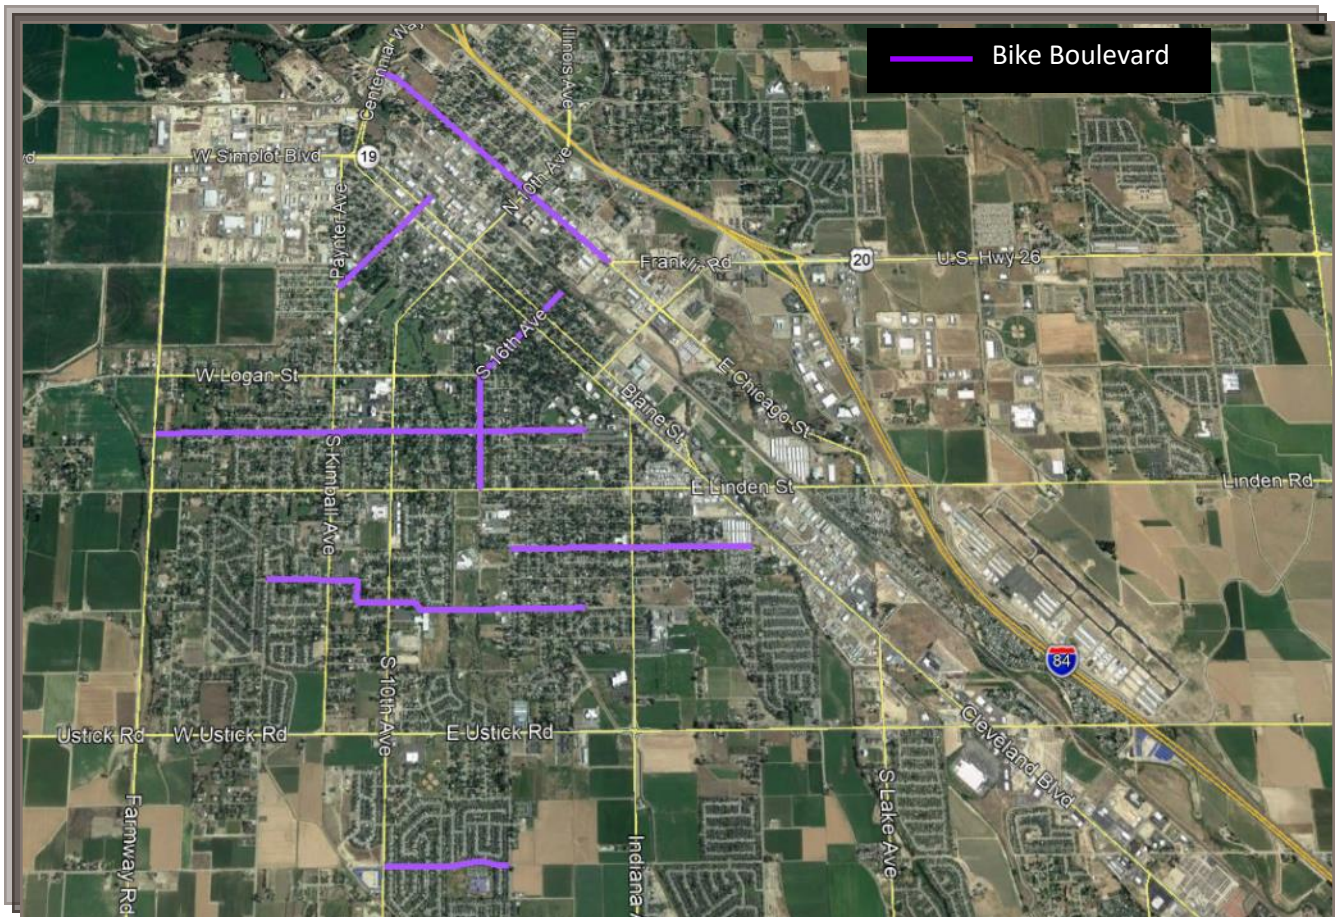 Bike Boulevard
Centennial Way
Illinois Ave
W Simplot Blvd
19
N 10th Ave
Paynter Ave
Franklin Rd
20
U.S. Hwy 26
S 16th Ave
W Logan St
E Chicago St
Blaine St
S Kimball Ave
E Linden St
Linden Rd
84
S 10th Ave
Ustick Rd
W Ustick Rd
E Ustick Rd
Cleveland Blvd
S Lake Ave
Farmway Rd
Indiana